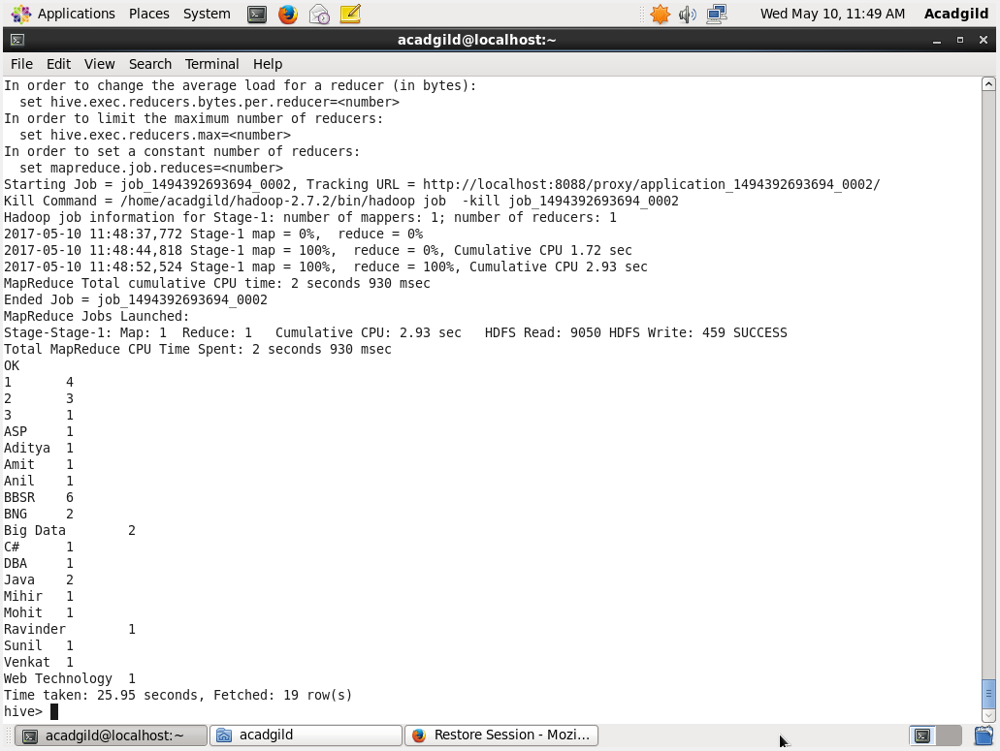 Applications Places System Wed May 10, 11:49 AM Acadgild
acadgild@localhost:~
File Edit View Search Terminal Help
In order to change the average load for a reducer (in bytes):
  set hive.exec.reducers.bytes.per.reducer=<number>
In order to limit the maximum number of reducers:
  set hive.exec.reducers.max=<number>
In order to set a constant number of reducers:
  set mapreduce.job.reduces=<number>
Starting Job = job_1494392693694_0002, Tracking URL = http://localhost:8088/proxy/application_1494392693694_0002/
Kill Command = /home/acadgild/hadoop-2.7.2/bin/hadoop job  -kill job_1494392693694_0002
Hadoop job information for Stage-1: number of mappers: 1; number of reducers: 1
2017-05-10 11:48:37,772 Stage-1 map = 0%,  reduce = 0%
2017-05-10 11:48:44,818 Stage-1 map = 100%,  reduce = 0%, Cumulative CPU 1.72 sec
2017-05-10 11:48:52,524 Stage-1 map = 100%,  reduce = 100%, Cumulative CPU 2.93 sec
MapReduce Total cumulative CPU time: 2 seconds 930 msec
Ended Job = job_1494392693694_0002
MapReduce Jobs Launched:
Stage-Stage-1: Map: 1  Reduce: 1   Cumulative CPU: 2.93 sec   HDFS Read: 9050 HDFS Write: 459 SUCCESS
Total MapReduce CPU Time Spent: 2 seconds 930 msec
OK
1       4
2       3
3       1
ASP     1
Aditya  1
Amit    1
Anil    1
BBSR    6
BNG     2
Big Data        2
C#      1
DBA     1
Java    2
Mihir   1
Mohit   1
Ravinder        1
Sunil   1
Venkat  1
Web Technology  1
Time taken: 25.95 seconds, Fetched: 19 row(s)
hive>
acadgild@localhost:~ acadgild Restore Session - Mozi...